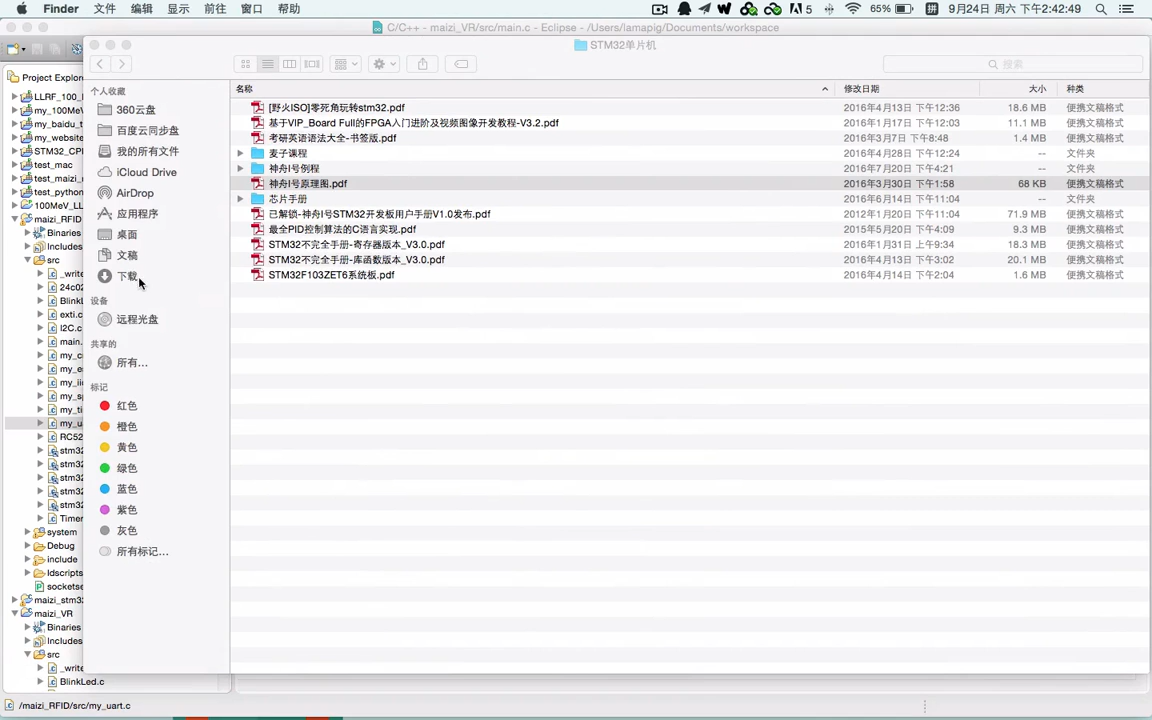 Finder 文件 编辑 显示 前往 窗口 帮助 5 65% 拼 9月24日 周六 下午2:42:49
C/C++ - maizi_VR/src/main.c - Eclipse - /Users/lamapig/Documents/workspace
STM32单片机
搜索
Project Explor
LLRF_100_
my_100MeV
my_baidu_t
my_website
STM32_CP
test_mac
test_maizi_
test_python
100MeV_LL
maizi_RFID
Binaries
Includes
src
_write
24c02
BlinkL
exti.c
I2C.c
main.
my_c
my_e
my_iic
my_sp
my_ti
my_ua
RC52
stm32
stm32
stm32
stm32
stm32
Timer
system
Debug
include
ldscripts
socketse
maizi_stm32
maizi_VR
Binaries
Includes
src
_write
BlinkLed.c
个人收藏
360云盘
百度云同步盘
我的所有文件
iCloud Drive
AirDrop
应用程序
桌面
文稿
下载
设备
远程光盘
共享的
所有...
标记
红色
橙色
黄色
绿色
蓝色
紫色
灰色
所有标记...
名称 修改日期 大小 种类
[野火ISO]零死角玩转stm32.pdf 2016年4月13日 下午12:36 18.6 MB 便携文稿格式
基于VIP_Board Full的FPGA入门进阶及视频图像开发教程-V3.2.pdf 2016年1月17日 下午12:03 11.1 MB 便携文稿格式
考研英语语法大全-书签版.pdf 2016年3月7日 下午8:48 1.4 MB 便携文稿格式
麦子课程 2016年4月28日 下午12:24 -- 文件夹
神舟I号例程 2016年7月20日 下午4:21 -- 文件夹
神舟I号原理图.pdf 2016年3月30日 下午1:58 68 KB 便携文稿格式
芯片手册 2016年6月14日 下午11:04 -- 文件夹
已解锁-神舟I号STM32开发板用户手册V1.0发布.pdf 2012年1月20日 下午11:04 71.9 MB 便携文稿格式
最全PID控制算法的C语言实现.pdf 2015年5月20日 下午4:09 9.3 MB 便携文稿格式
STM32不完全手册-寄存器版本_V3.0.pdf 2016年1月31日 上午9:34 18.3 MB 便携文稿格式
STM32不完全手册-库函数版本_V3.0.pdf 2016年4月13日 下午3:02 20.1 MB 便携文稿格式
STM32F103ZET6系统板.pdf 2016年4月14日 下午2:04 1.6 MB 便携文稿格式
/maizi_RFID/src/my_uart.c